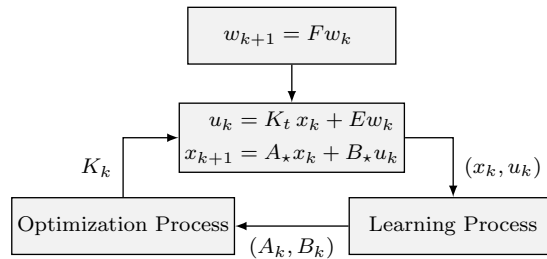 w_{k+1} = Fw_k
u_k = K_t x_k + Ew_k
x_{k+1} = A_⋆x_k + B_⋆u_k
K_k
(x_k, u_k)
Optimization Process
Learning Process
(A_k, B_k)